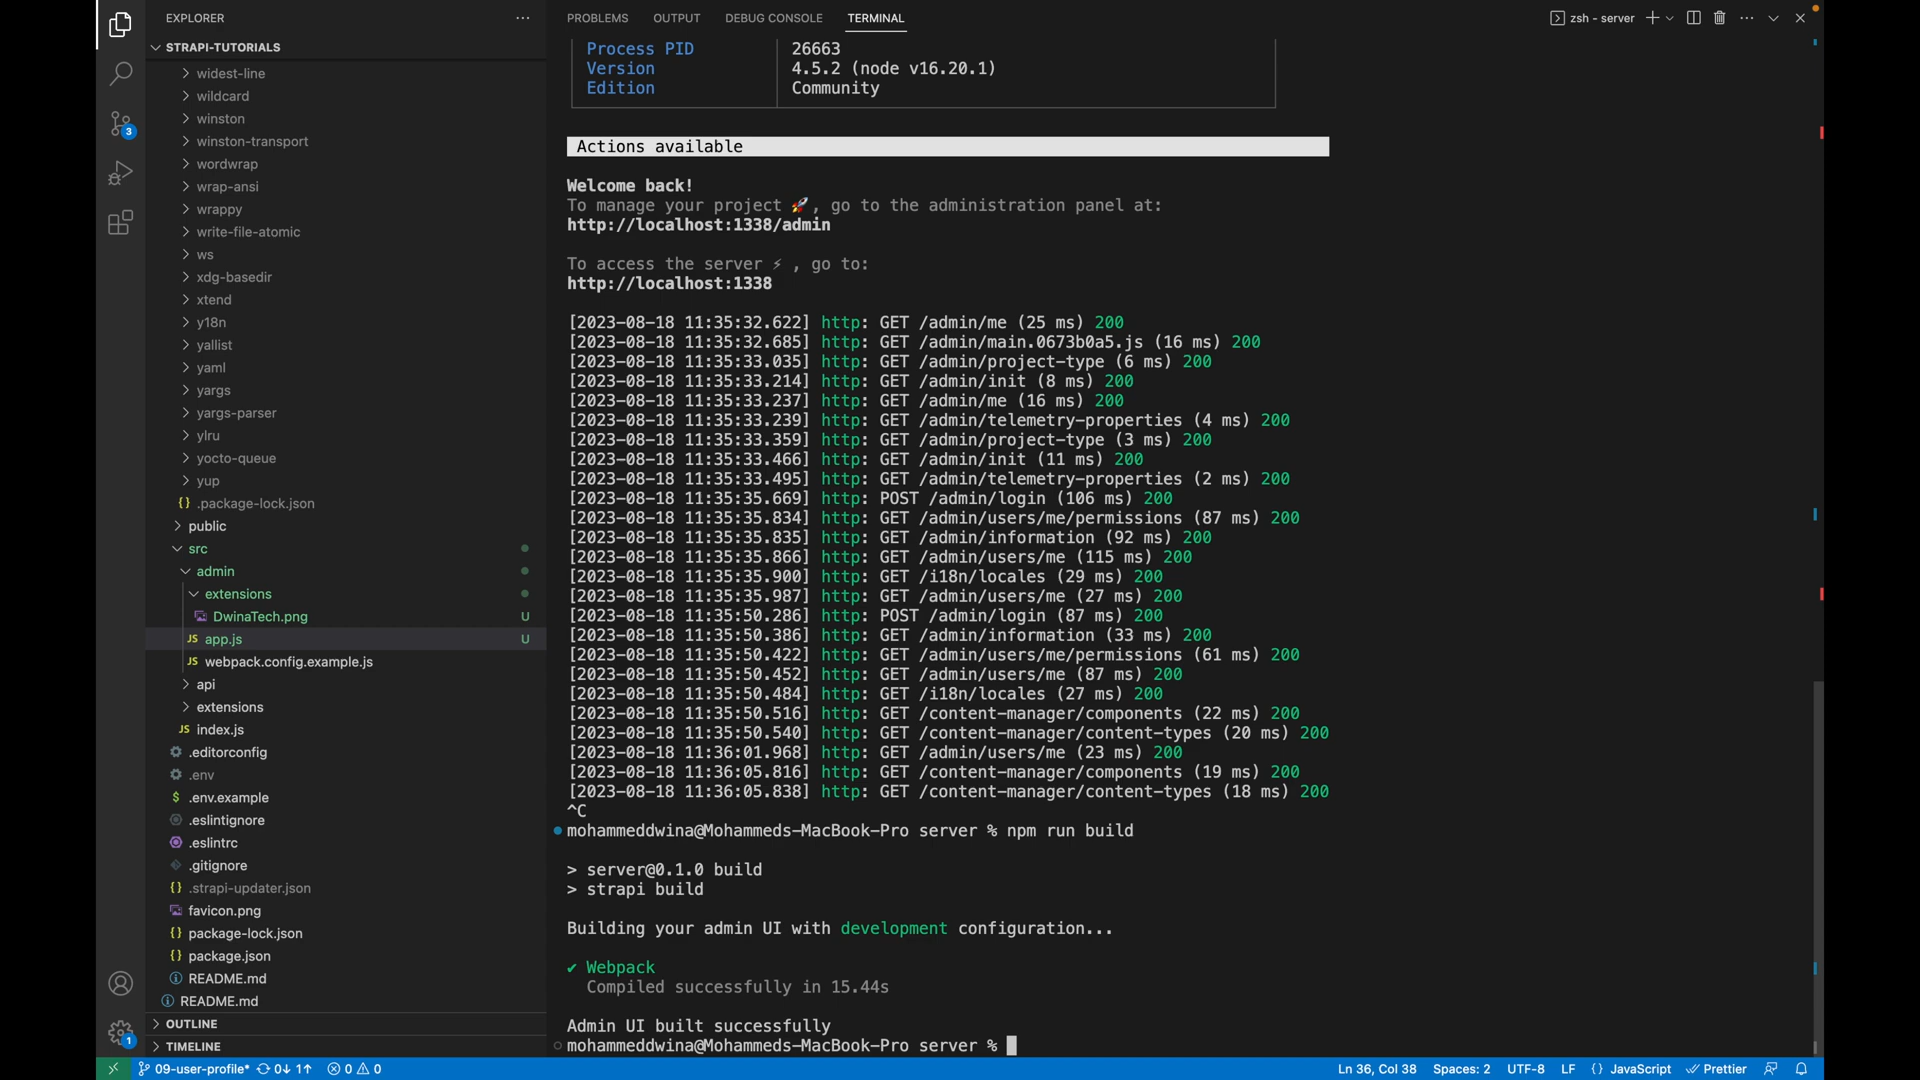 EXPLORER
STRAPI-TUTORIALS
widest-line
wildcard
winston
winston-transport
wordwrap
wrap-ansi
wrappy
write-file-atomic
ws
xdg-basedir
xtend
y18n
yallist
yaml
yargs
yargs-parser
ylru
yocto-queue
yup
{} .package-lock.json
public
src
admin
extensions
DwinaTech.png U
JS app.js U
JS webpack.config.example.js
api
extensions
JS index.js
.editorconfig
.env
$ .env.example
.eslintignore
.eslintrc
.gitignore
{} .strapi-updater.json
favicon.png
{} package-lock.json
{} package.json
README.md
README.md
OUTLINE
TIMELINE
3
1
PROBLEMS OUTPUT DEBUG CONSOLE TERMINAL
zsh - server
Process PID 26663
Version 4.5.2 (node v16.20.1)
Edition Community
Actions available
Welcome back!
To manage your project 🚀, go to the administration panel at:
http://localhost:1338/admin
To access the server ⚡ , go to:
http://localhost:1338
[2023-08-18 11:35:32.622] http: GET /admin/me (25 ms) 200
[2023-08-18 11:35:32.685] http: GET /admin/main.0673b0a5.js (16 ms) 200
[2023-08-18 11:35:33.035] http: GET /admin/project-type (6 ms) 200
[2023-08-18 11:35:33.214] http: GET /admin/init (8 ms) 200
[2023-08-18 11:35:33.237] http: GET /admin/me (16 ms) 200
[2023-08-18 11:35:33.239] http: GET /admin/telemetry-properties (4 ms) 200
[2023-08-18 11:35:33.359] http: GET /admin/project-type (3 ms) 200
[2023-08-18 11:35:33.466] http: GET /admin/init (11 ms) 200
[2023-08-18 11:35:33.495] http: GET /admin/telemetry-properties (2 ms) 200
[2023-08-18 11:35:35.669] http: POST /admin/login (106 ms) 200
[2023-08-18 11:35:35.834] http: GET /admin/users/me/permissions (87 ms) 200
[2023-08-18 11:35:35.835] http: GET /admin/information (92 ms) 200
[2023-08-18 11:35:35.866] http: GET /admin/users/me (115 ms) 200
[2023-08-18 11:35:35.900] http: GET /i18n/locales (29 ms) 200
[2023-08-18 11:35:35.987] http: GET /admin/users/me (27 ms) 200
[2023-08-18 11:35:50.286] http: POST /admin/login (87 ms) 200
[2023-08-18 11:35:50.386] http: GET /admin/information (33 ms) 200
[2023-08-18 11:35:50.422] http: GET /admin/users/me/permissions (61 ms) 200
[2023-08-18 11:35:50.452] http: GET /admin/users/me (87 ms) 200
[2023-08-18 11:35:50.484] http: GET /i18n/locales (27 ms) 200
[2023-08-18 11:35:50.516] http: GET /content-manager/components (22 ms) 200
[2023-08-18 11:35:50.540] http: GET /content-manager/content-types (20 ms) 200
[2023-08-18 11:36:01.968] http: GET /admin/users/me (23 ms) 200
[2023-08-18 11:36:05.816] http: GET /content-manager/components (19 ms) 200
[2023-08-18 11:36:05.838] http: GET /content-manager/content-types (18 ms) 200
^C
mohammeddwina@Mohammeds-MacBook-Pro server % npm run build
> server@0.1.0 build
> strapi build
Building your admin UI with development configuration...
✔ Webpack
Compiled successfully in 15.44s
Admin UI built successfully
mohammeddwina@Mohammeds-MacBook-Pro server %
09-user-profile* 0↓ 1↑ 0 0 Ln 36, Col 38 Spaces: 2 UTF-8 LF {} JavaScript Prettier